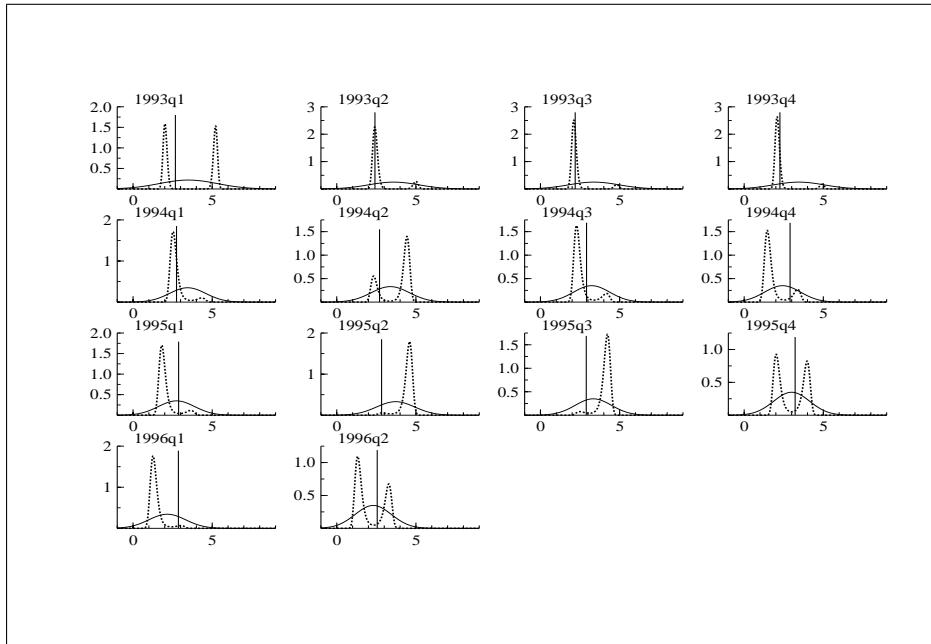 1993q1 1993q2 1993q3 1993q4
2.0 3 3 3
1.5 2 2 2
1.0 1 1 1
0.5
0 5 0 5 0 5 0 5
1994q1 1994q2 1994q3 1994q4
2 1.5 1.5 1.5
1 1.0 1.0 1.0
0.5 0.5 0.5
0 5 0 5 0 5 0 5
1995q1 1995q2 1995q3 1995q4
2.0 2 1.5 1.0
1.5 1 1.0 0.5
1.0 0.5
0.5
0 5 0 5 0 5 0 5
1996q1 1996q2
2 1.0
1 0.5
0 5 0 5